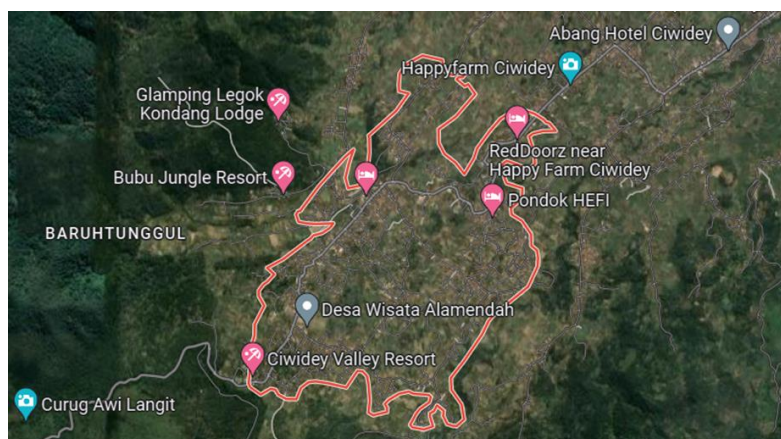 Abang Hotel Ciwidey
Happyfarm Ciwidey
Glamping Legok
Kondang Lodge
RedDoorz near
Happy Farm Ciwidey
Bubu Jungle Resort
Pondok HEFI
BARUHTUNGGUL
Desa Wisata Alamendah
Ciwidey Valley Resort
Curug Awi Langit